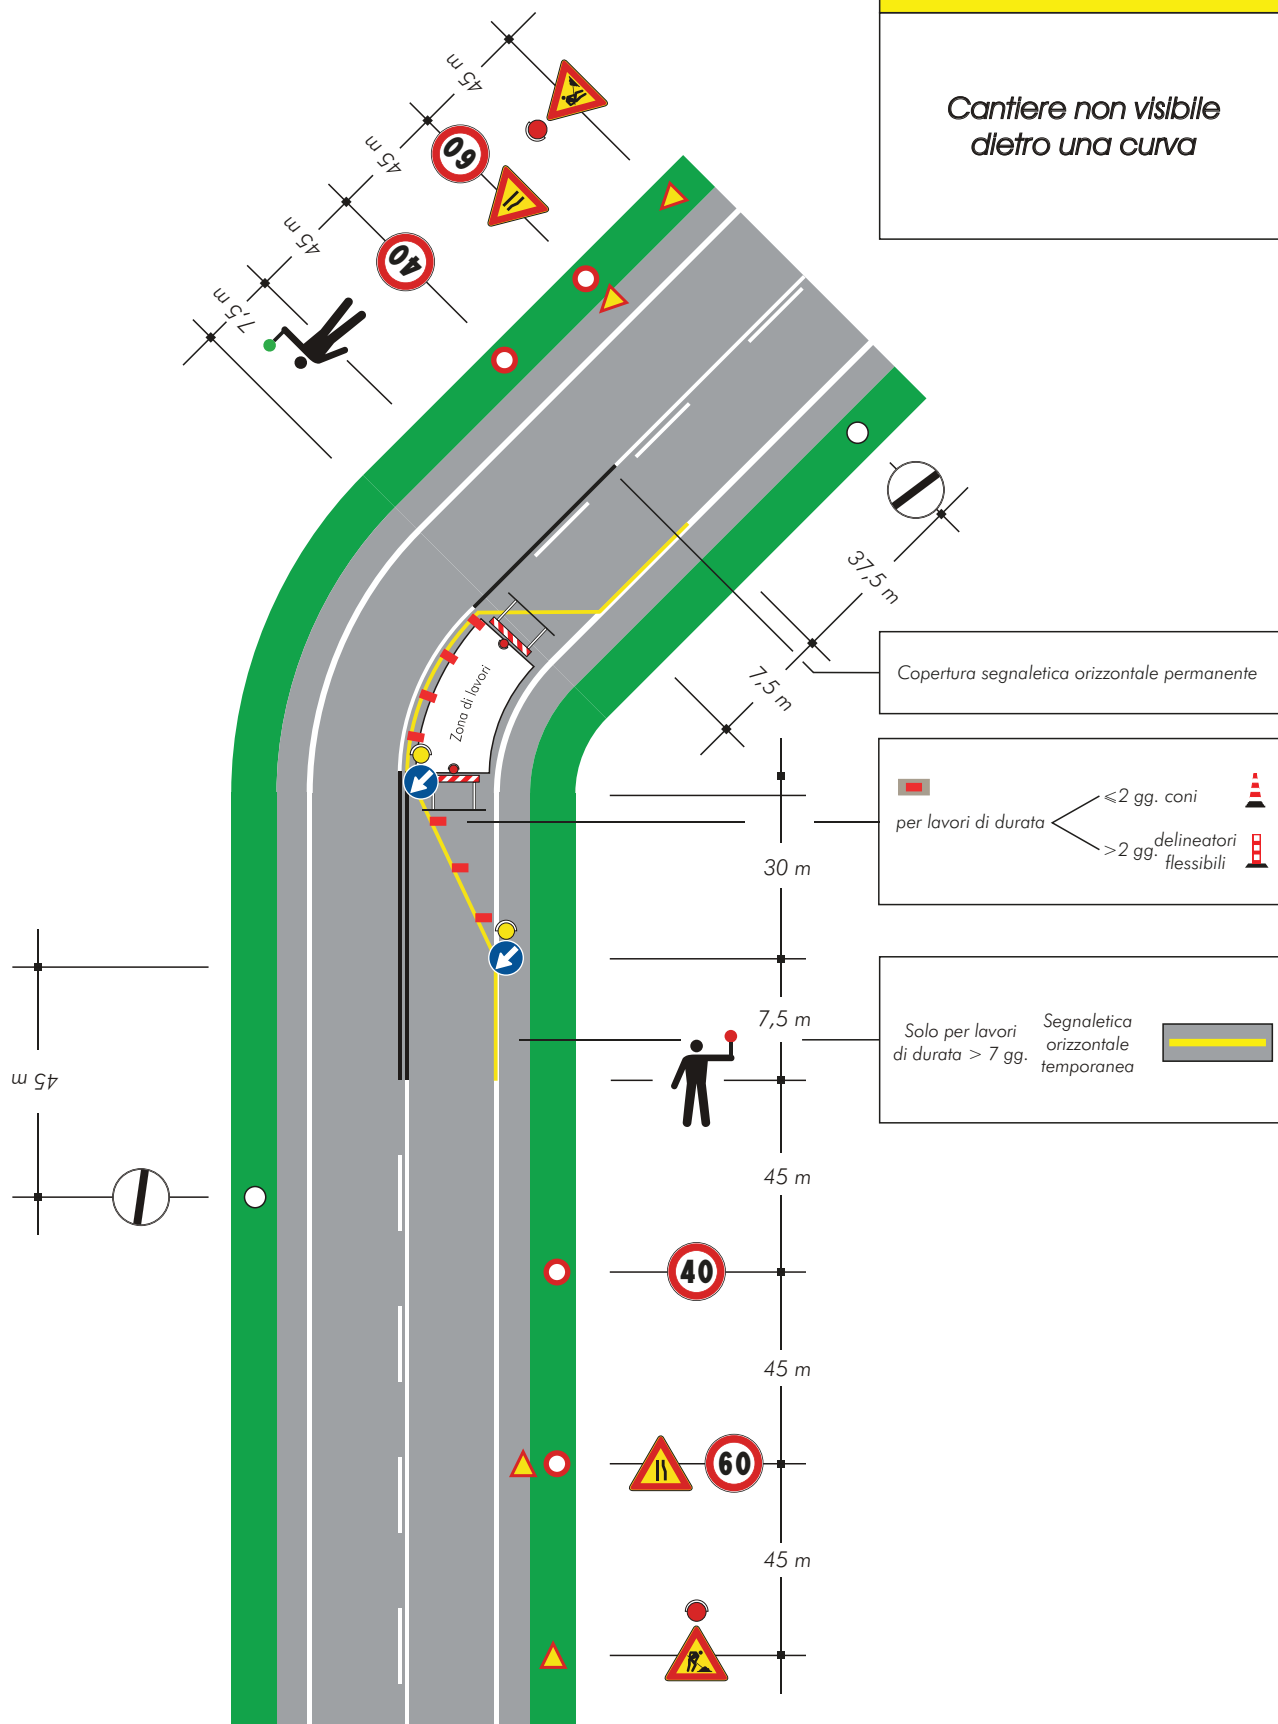 Cantiere non visibile
dietro una curva
45 m
60
45 m
40
45 m
7,5 m
37,5 m
7,5 m
Copertura segnaletica orizzontale permanente
Zona di lavori
per lavori di durata
≤2 gg. coni
>2 gg. delineatori
flessibili
30 m
7,5 m
Solo per lavori
di durata > 7 gg.
Segnaletica
orizzontale
temporanea
45 m
45 m
40
45 m
60
45 m